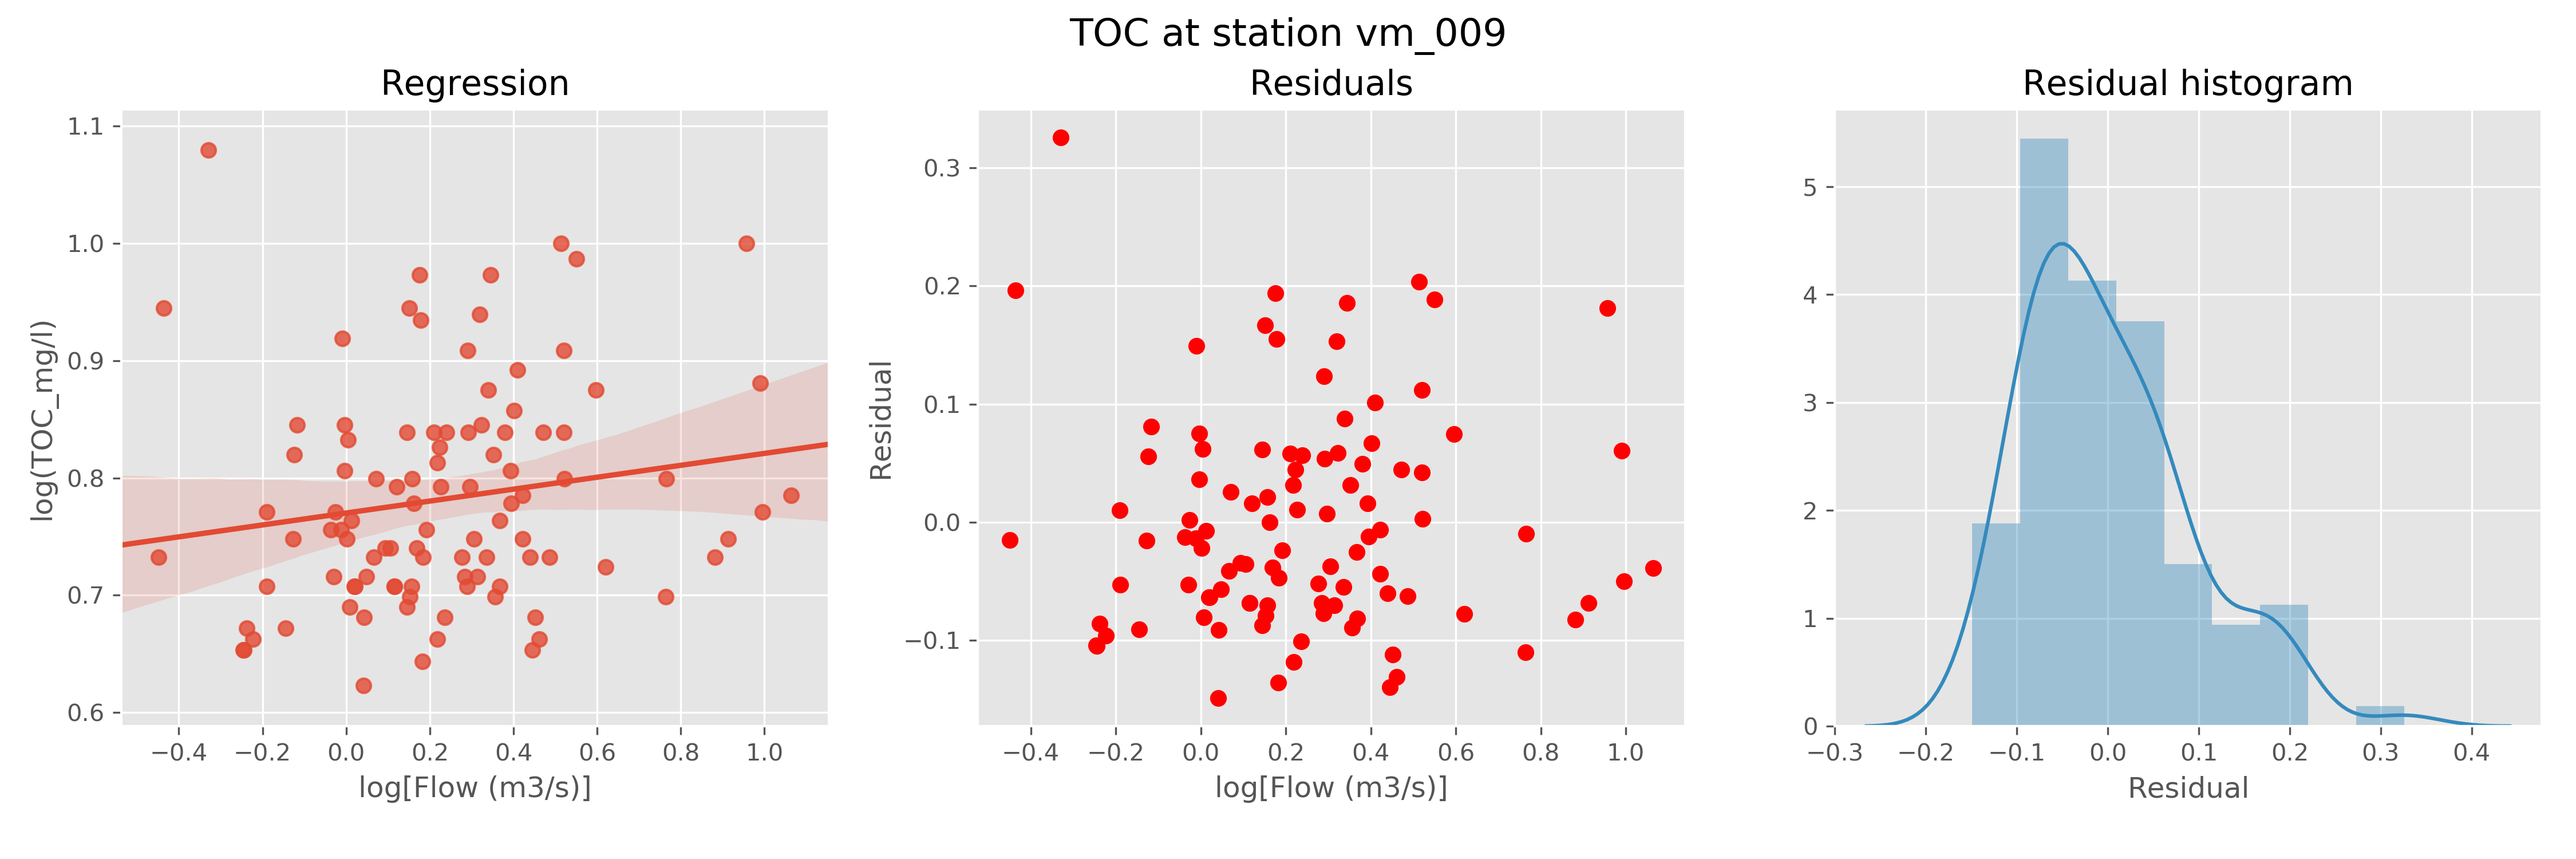 TOC at station vm_009
Regression
1.1
1.0
0.9
0.8
0.7
0.6
log(TOC_mg/l)
−0.4 −0.2 0.0 0.2 0.4 0.6 0.8 1.0
log[Flow (m3/s)]
Residuals
0.3
0.2
0.1
0.0
−0.1
Residual
−0.4 −0.2 0.0 0.2 0.4 0.6 0.8 1.0
log[Flow (m3/s)]
Residual histogram
5
4
3
2
1
0
−0.3 −0.2 −0.1 0.0 0.1 0.2 0.3 0.4
Residual